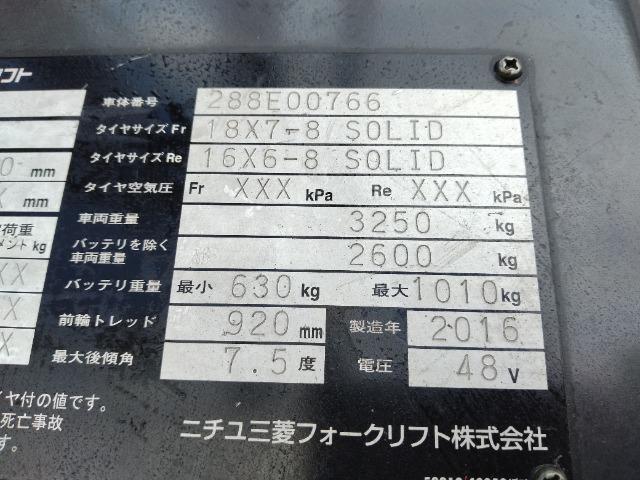 フト
車体番号 288E00766
タイヤサイズ Fr 18X7-8 SOLID
タイヤサイズ Re 16X6-8 SOLID
0 mm
タイヤ空気圧 Fr XXX kPa Re XXX kPa
X mm
車両重量 3250 kg
荷重
メント kg
バッテリを除く
車両重量 2600 kg
XX
バッテリ重量 最小 630 kg 最大 1010 kg
X
前輪トレッド 920 mm 製造年 2016
X
最大後傾角 7.5 度 電圧 48 V
イヤ付の値です。
死亡事故
す。
ニチユ三菱フォークリフト株式会社